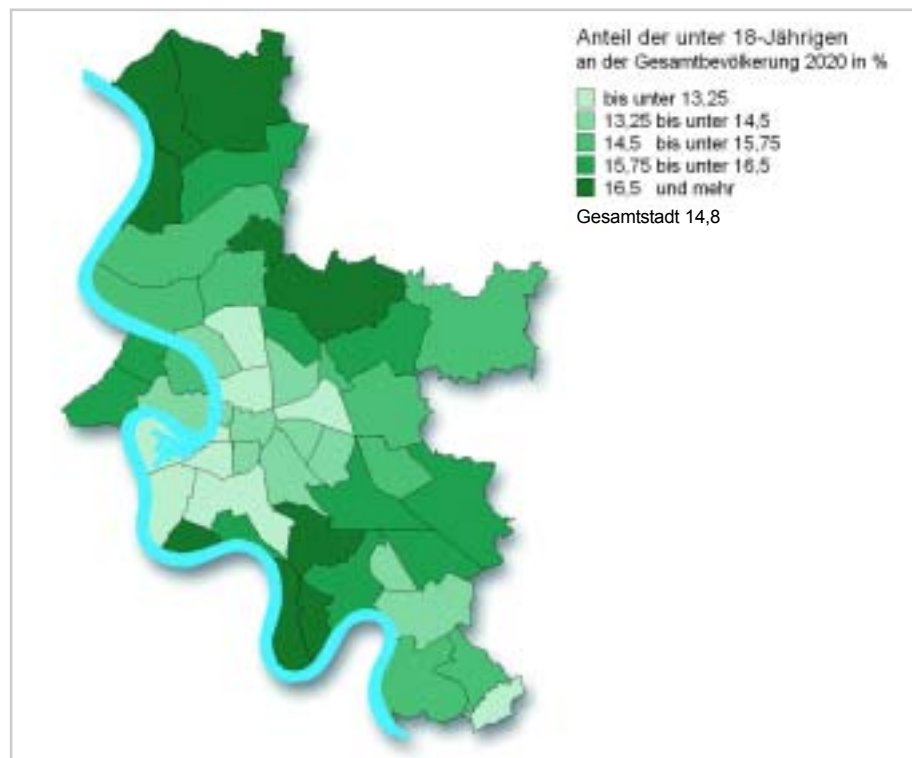 Anteil der unter 18-Jährigen
an der Gesamtbevölkerung 2020 in %
bis unter 13,25
13,25 bis unter 14,5
14,5 bis unter 15,75
15,75 bis unter 16,5
16,5 und mehr
Gesamtstadt 14,8